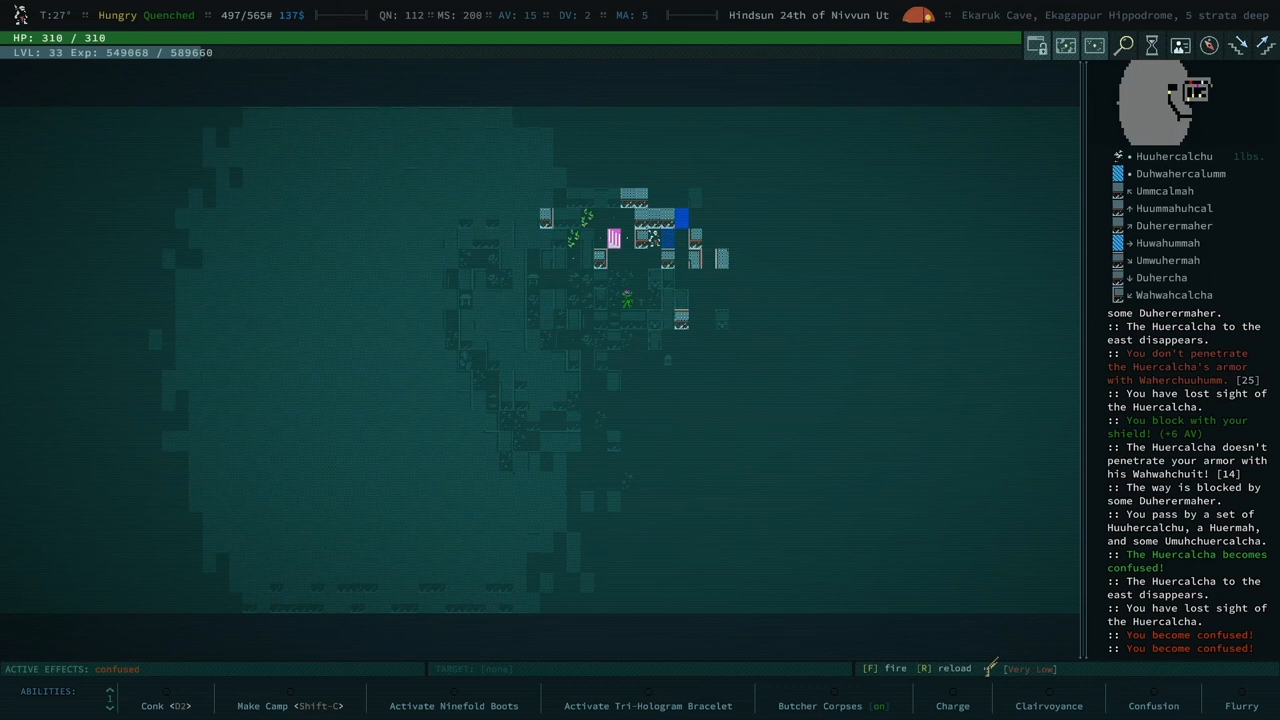 T:27° :: Hungry Quenched :: 497/565# 137$ QN: 112 :: MS: 200 :: AV: 15 :: DV: 2 :: MA: 5 Hindsun 24th of Nivvun Ut Ekaruk Cave, Ekagappur Hippodrome, 5 strata deep
HP: 310 / 310
LVL: 33 Exp: 549068 / 589660
Huuhercalchu 1lbs.
Duhwahercalumm
Ummcalmah
Huummahuhcal
Duherermaher
Huwahummah
Umwuhermah
Duhercha
Wahwahcalcha
some Duherermaher.
:: The Huercalcha to the
east disappears.
:: You don't penetrate
the Huercalcha's armor
with Waherchuuhumm. [25]
:: You have lost sight of
the Huercalcha.
:: You block with your
shield! (+6 AV)
:: The Huercalcha doesn't
penetrate your armor with
his Wahwahchuit! [14]
:: The way is blocked by
some Duherermaher.
:: You pass by a set of
Huuhercalchu, a Huermah,
and some Umuhchuercalcha.
:: The Huercalcha becomes
confused!
:: The Huercalcha to the
east disappears.
:: You have lost sight of
the Huercalcha.
:: You become confused!
:: You become confused!
ACTIVE EFFECTS: confused TARGET: [none] [F] fire [R] reload [Very Low]
ABILITIES: 1 Conk <D2> Make Camp <Shift-C> Activate Ninefold Boots Activate Tri-Hologram Bracelet Butcher Corpses [on] Charge Clairvoyance Confusion Flurry